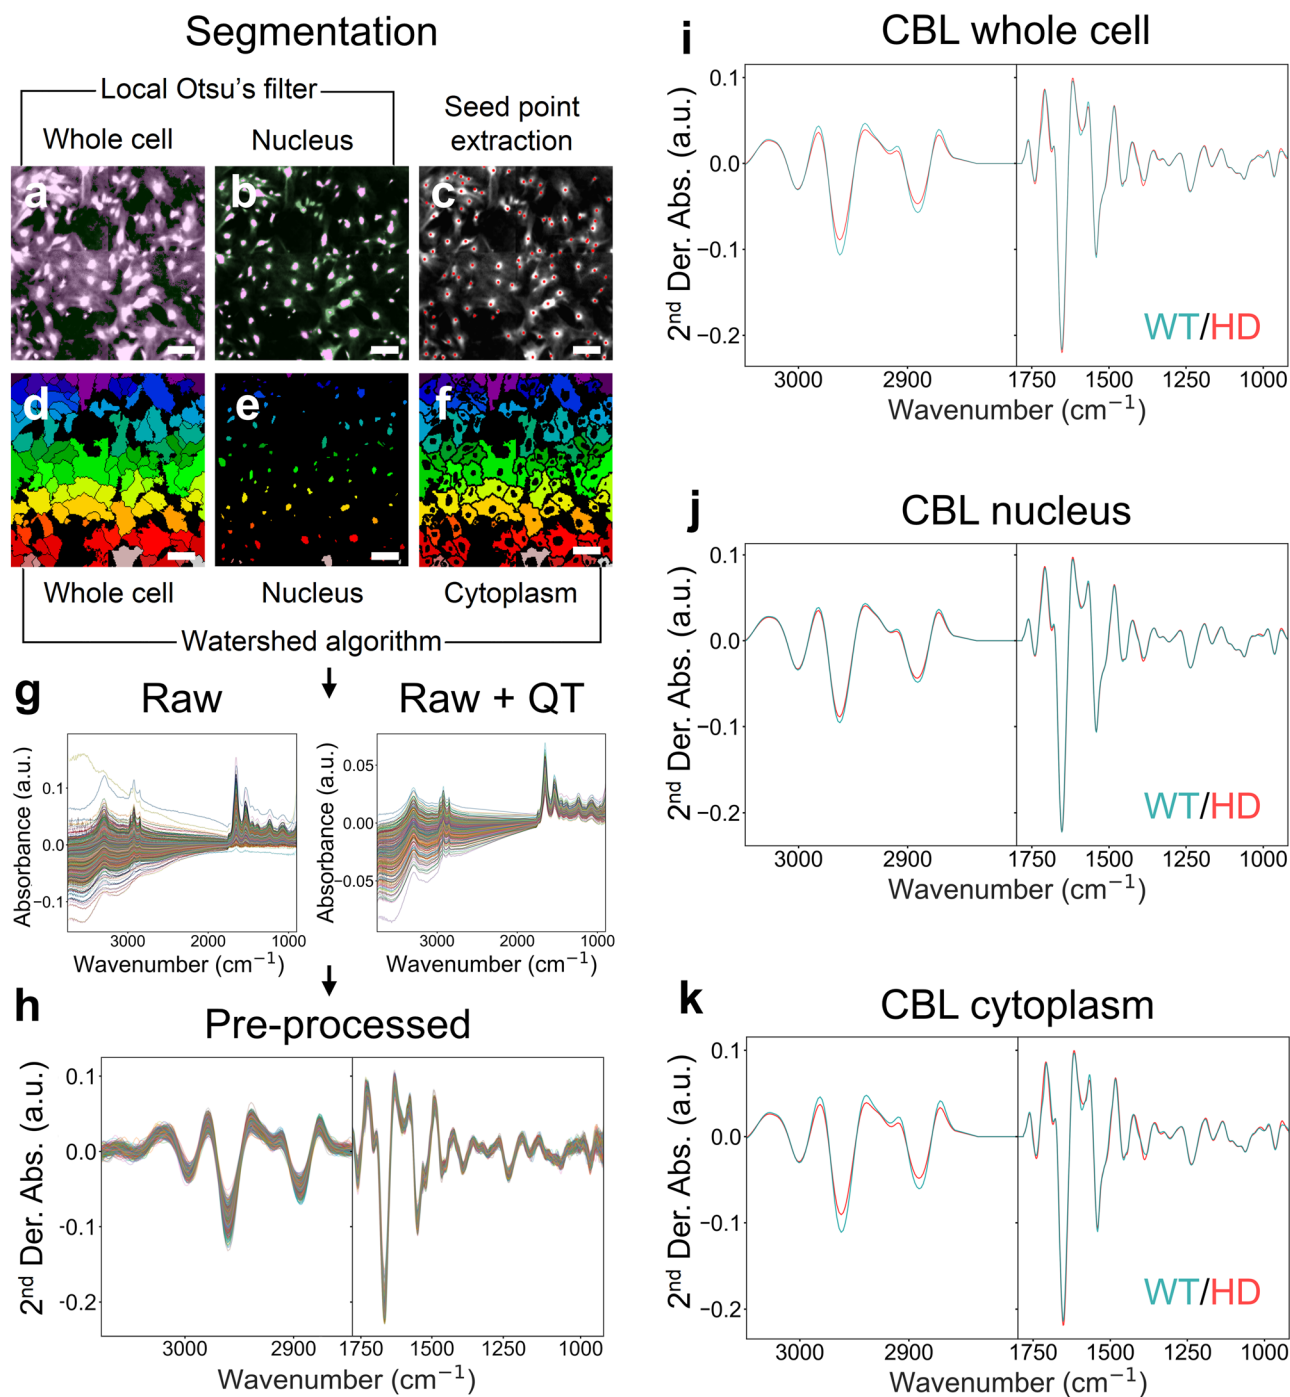 Segmentation
Local Otsu's filter
Whole cell
Nucleus
Seed point
extraction
a
b
c
d
e
f
Whole cell
Nucleus
Cytoplasm
Watershed algorithm
g
Raw
Raw + QT
Absorbance (a.u.)
0.1
0.0
−0.1
3000
2000
1000
Wavenumber (cm⁻¹)
Absorbance (a.u.)
0.05
0.00
−0.05
3000
2000
1000
Wavenumber (cm⁻¹)
h
Pre-processed
2nd Der. Abs. (a.u.)
0.1
0.0
-0.1
-0.2
3000
2900
1750
1500
1250
1000
Wavenumber (cm⁻¹)
i
CBL whole cell
2nd Der. Abs. (a.u.)
0.1
0.0
−0.1
−0.2
WT/HD
3000
2900
1750
1500
1250
1000
Wavenumber (cm⁻¹)
j
CBL nucleus
2nd Der. Abs. (a.u.)
0.1
0.0
−0.1
−0.2
WT/HD
3000
2900
1750
1500
1250
1000
Wavenumber (cm⁻¹)
k
CBL cytoplasm
2nd Der. Abs. (a.u.)
0.1
0.0
−0.1
−0.2
WT/HD
3000
2900
1750
1500
1250
1000
Wavenumber (cm⁻¹)